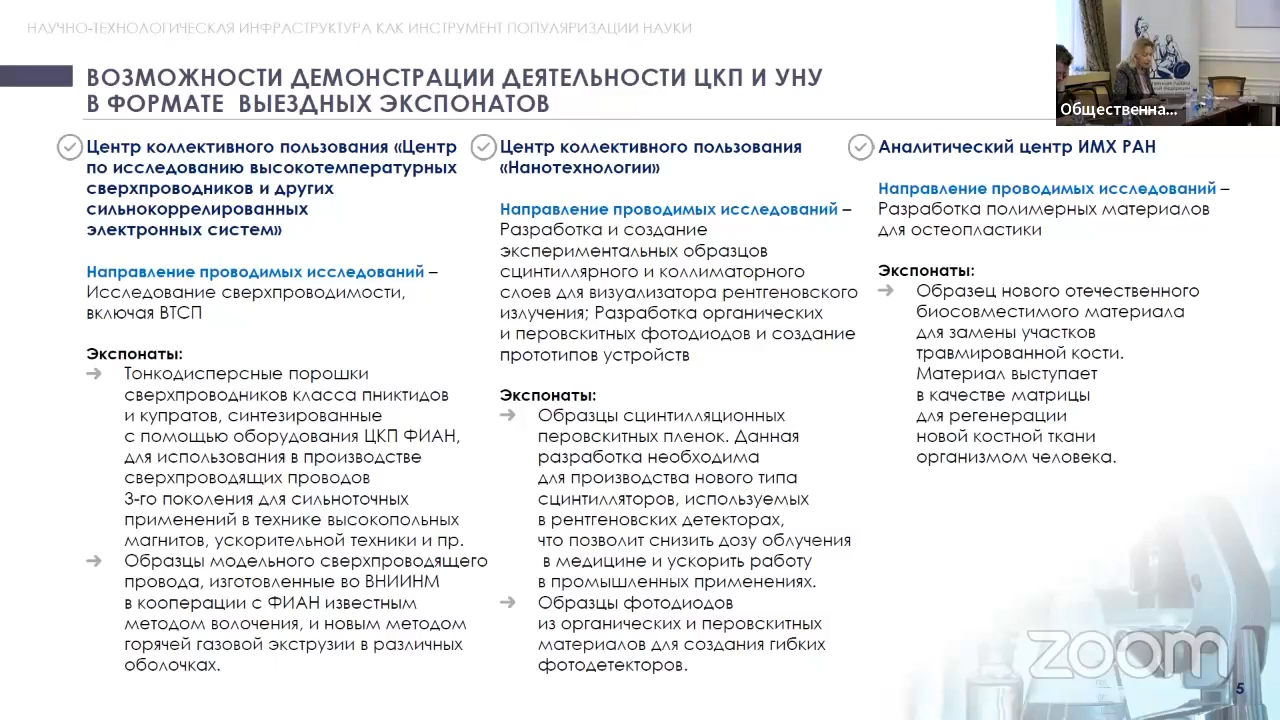 НАУЧНО-ТЕХНОЛОГИЧЕСКАЯ ИНФРАСТРУКТУРА КАК ИНСТРУМЕНТ ПОПУЛЯРИЗАЦИИ НАУКИ
ВОЗМОЖНОСТИ ДЕМОНСТРАЦИИ ДЕЯТЕЛЬНОСТИ ЦКП И УНУ
В ФОРМАТЕ ВЫЕЗДНЫХ ЭКСПОНАТОВ
Общественна...
Центр коллективного пользования «Центр
по исследованию высокотемпературных
сверхпроводников и других
сильнокоррелированных
электронных систем»
Направление проводимых исследований –
Исследование сверхпроводимости,
включая ВТСП
Экспонаты:
Тонкодисперсные порошки
сверхпроводников класса пниктидов
и купратов, синтезированные
с помощью оборудования ЦКП ФИАН,
для использования в производстве
сверхпроводящих проводов
3-го поколения для сильноточных
применений в технике высокопольных
магнитов, ускорительной техники и пр.
Образцы модельного сверхпроводящего
провода, изготовленные во ВНИИНМ
в кооперации с ФИАН известным
методом волочения, и новым методом
горячей газовой экструзии в различных
оболочках.
Центр коллективного пользования
«Нанотехнологии»
Направление проводимых исследований –
Разработка и создание
экспериментальных образцов
сцинтиллярного и коллиматорного
слоев для визуализатора рентгеновского
излучения; Разработка органических
и перовскитных фотодиодов и создание
прототипов устройств
Экспонаты:
Образцы сцинтилляционных
перовскитных пленок. Данная
разработка необходима
для производства нового типа
сцинтилляторов, используемых
в рентгеновских детекторах,
что позволит снизить дозу облучения
в медицине и ускорить работу
в промышленных применениях.
Образцы фотодиодов
из органических и перовскитных
материалов для создания гибких
фотодетекторов.
Аналитический центр ИМХ РАН
Направление проводимых исследований –
Разработка полимерных материалов
для остеопластики
Экспонаты:
Образец нового отечественного
биосовместимого материала
для замены участков
травмированной кости.
Материал выступает
в качестве матрицы
для регенерации
новой костной ткани
организмом человека.
zoom
5